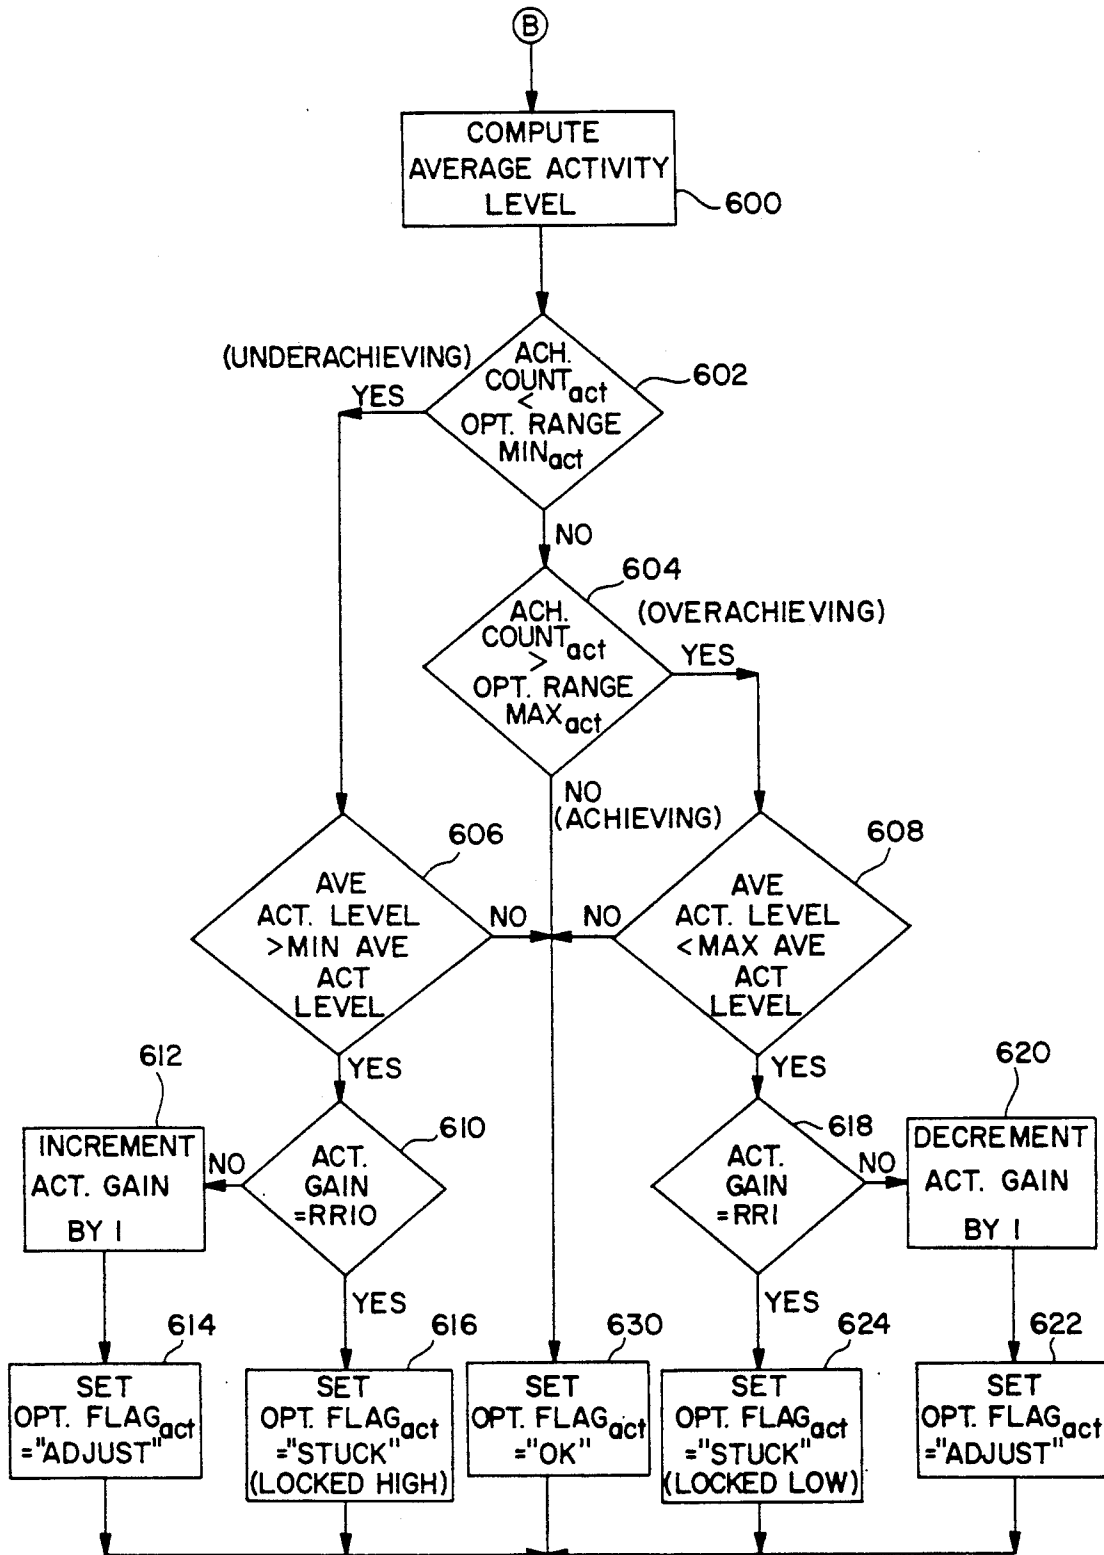 B
COMPUTE
AVERAGE ACTIVITY
LEVEL
600
(UNDERACHIEVING)
YES
ACH.
COUNTact
<
OPT. RANGE
MINact
602
NO
604
ACH.
COUNTact
>
OPT. RANGE
MAXact
(OVERACHIEVING)
YES
NO
(ACHIEVING)
606
AVE
ACT. LEVEL
>MIN AVE
ACT
LEVEL
NO
YES
608
AVE
ACT. LEVEL
<MAX AVE
ACT
LEVEL
NO
YES
612
INCREMENT
ACT. GAIN
BY 1
NO
610
ACT.
GAIN
=RR10
YES
618
ACT.
GAIN
=RR1
NO
YES
620
DECREMENT
ACT. GAIN
BY 1
614
SET
OPT. FLAGact
="ADJUST"
616
SET
OPT. FLAGact
="STUCK"
(LOCKED HIGH)
630
SET
OPT. FLAGact
="OK"
624
SET
OPT. FLAGact
="STUCK"
(LOCKED LOW)
622
SET
OPT. FLAGact
="ADJUST"